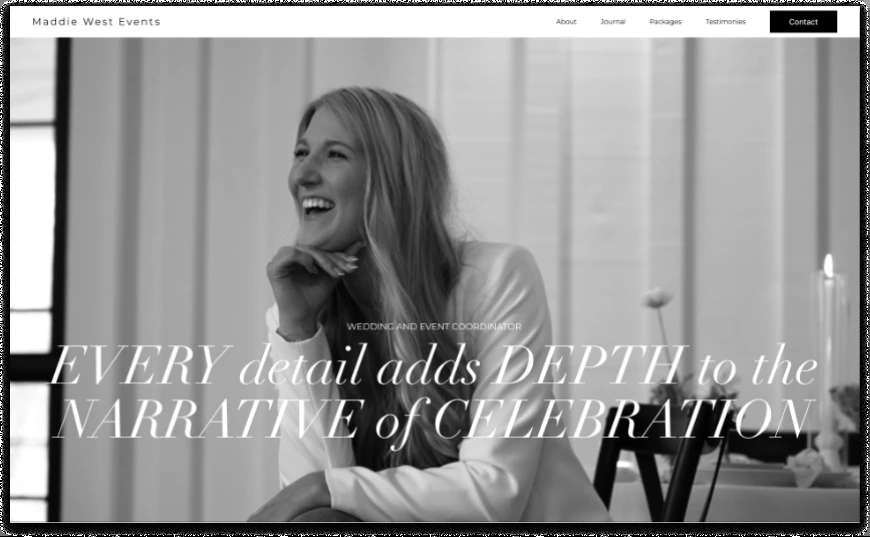 Maddie West Events
About
Journal
Packages
Testimonies
Contact
WEDDING AND EVENT COORDINATOR
EVERY detail adds DEPTH to the
NARRATIVE of CELEBRATION